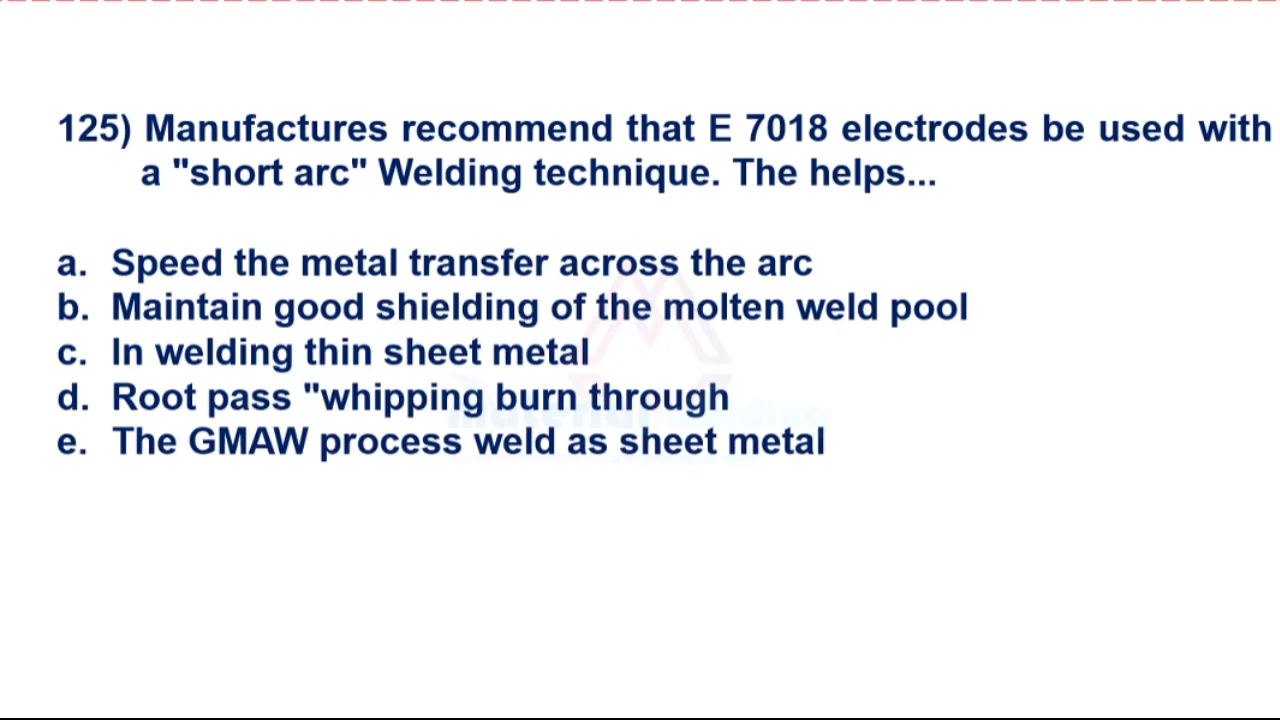 125) Manufactures recommend that E 7018 electrodes be used with
a "short arc" Welding technique. The helps...
a. Speed the metal transfer across the arc
b. Maintain good shielding of the molten weld pool
c. In welding thin sheet metal
d. Root pass "whipping burn through
e. The GMAW process weld as sheet metal